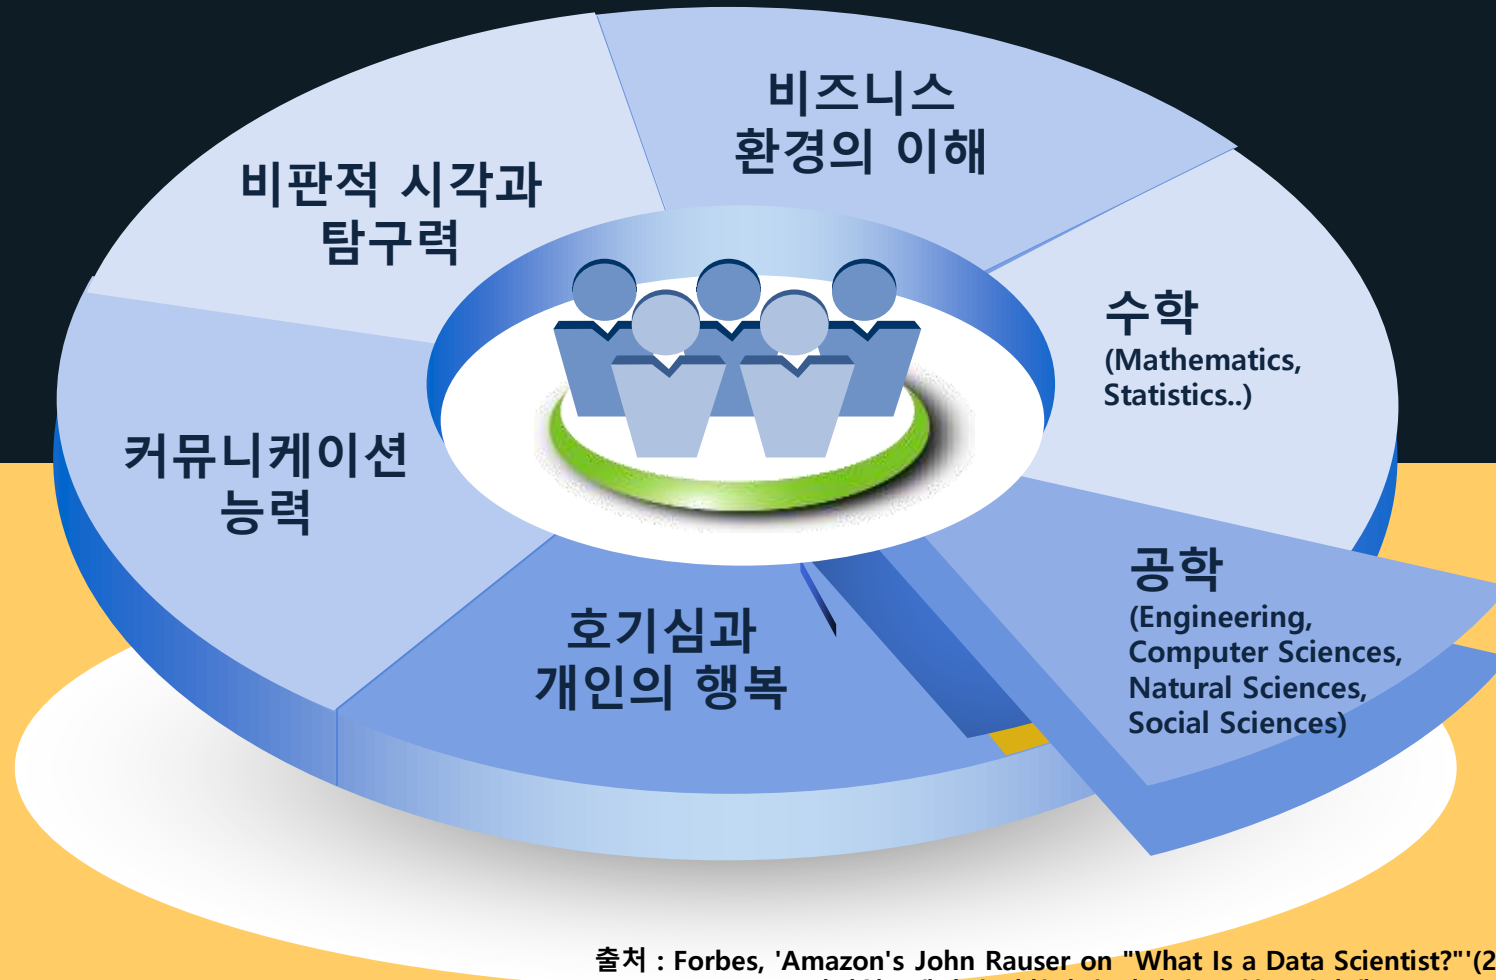 비즈니스
환경의 이해
비판적 시각과
탐구력
수학
(Mathematics,
Statistics..)
커뮤니케이션
능력
공학
(Engineering,
Computer Sciences,
Natural Sciences,
Social Sciences)
호기심과
개인의 행복
출처 : Forbes, 'Amazon's John Rauser on "What Is a Data Scientist?"'(2